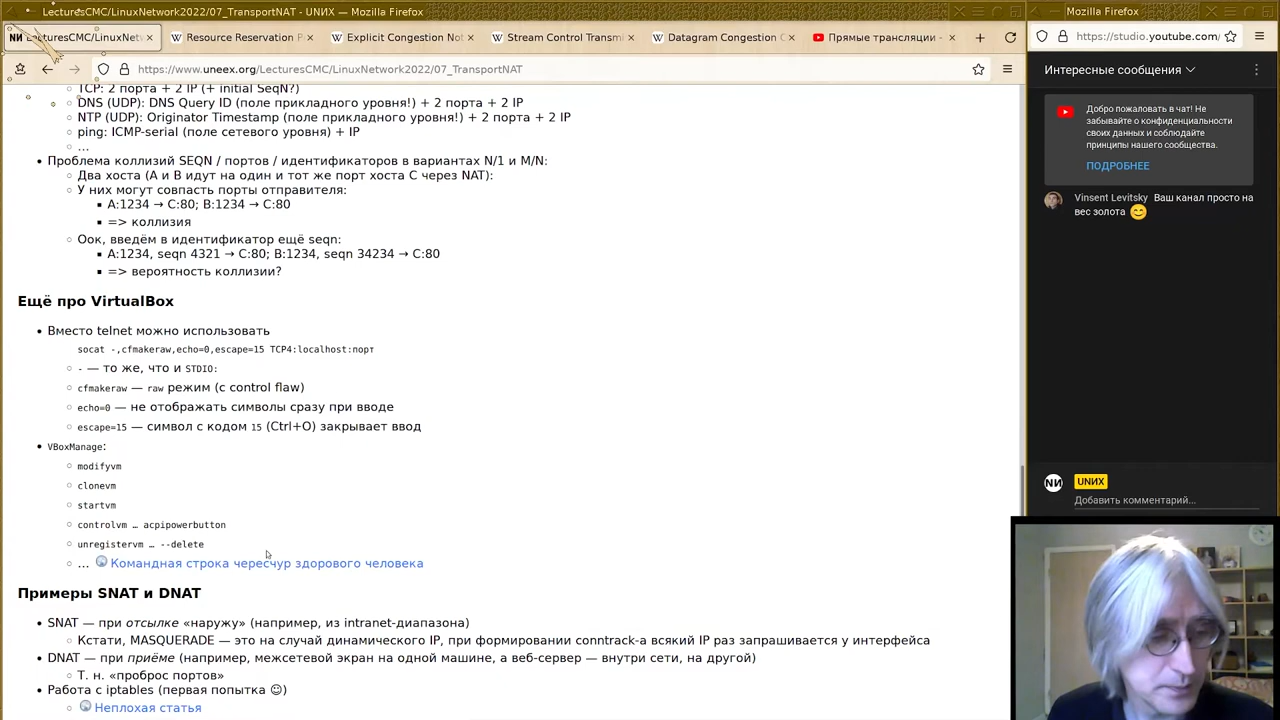 LecturesCMC/LinuxNetwork2022/07_TransportNAT - UNИX — Mozilla Firefox
NИ LecturesCMC/LinuxNetw ×
W Resource Reservation P ×
W Explicit Congestion Not ×
W Stream Control Transmi ×
W Datagram Congestion C ×
Прямые трансляции - ×
https://www.uneex.org/LecturesCMC/LinuxNetwork2022/07_TransportNAT
TCP: 2 порта + 2 IP (+ initial SeqN?)
DNS (UDP): DNS Query ID (поле прикладного уровня!) + 2 порта + 2 IP
NTP (UDP): Originator Timestamp (поле прикладного уровня!) + 2 порта + 2 IP
ping: ICMP-serial (поле сетевого уровня) + IP
…
Проблема коллизий SEQN / портов / идентификаторов в вариантах N/1 и M/N:
Два хоста (A и B идут на один и тот же порт хоста C через NAT):
У них могут совпасть порты отправителя:
A:1234 → C:80; B:1234 → C:80
=> коллизия
Оок, введём в идентификатор ещё seqn:
A:1234, seqn 4321 → C:80; B:1234, seqn 34234 → C:80
=> вероятность коллизии?
Ещё про VirtualBox
Вместо telnet можно использовать
socat -,cfmakeraw,echo=0,escape=15 TCP4:localhost:порт
- — то же, что и STDIO:
cfmakeraw — raw режим (с control flaw)
echo=0 — не отображать символы сразу при вводе
escape=15 — символ с кодом 15 (Ctrl+O) закрывает ввод
VBoxManage:
modifyvm
clonevm
startvm
controlvm … acpipowerbutton
unregistervm … --delete
… Командная строка чересчур здорового человека
Примеры SNAT и DNAT
SNAT — при отсылке «наружу» (например, из intranet-диапазона)
Кстати, MASQUERADE — это на случай динамического IP, при формировании conntrack-а всякий IP раз запрашивается у интерфейса
DNAT — при приёме (например, межсетевой экран на одной машине, а веб-сервер — внутри сети, на другой)
Т. н. «проброс портов»
Работа с iptables (первая попытка ☺)
Неплохая статья
Mozilla Firefox
https://studio.youtube.com/
Интересные сообщения
Добро пожаловать в чат! Не
забывайте о конфиденциальности
своих данных и соблюдайте
принципы нашего сообщества.
ПОДРОБНЕЕ
Vinsent Levitsky Ваш канал просто на
вес золота 😊
NИ UNИX
Добавить комментарий...